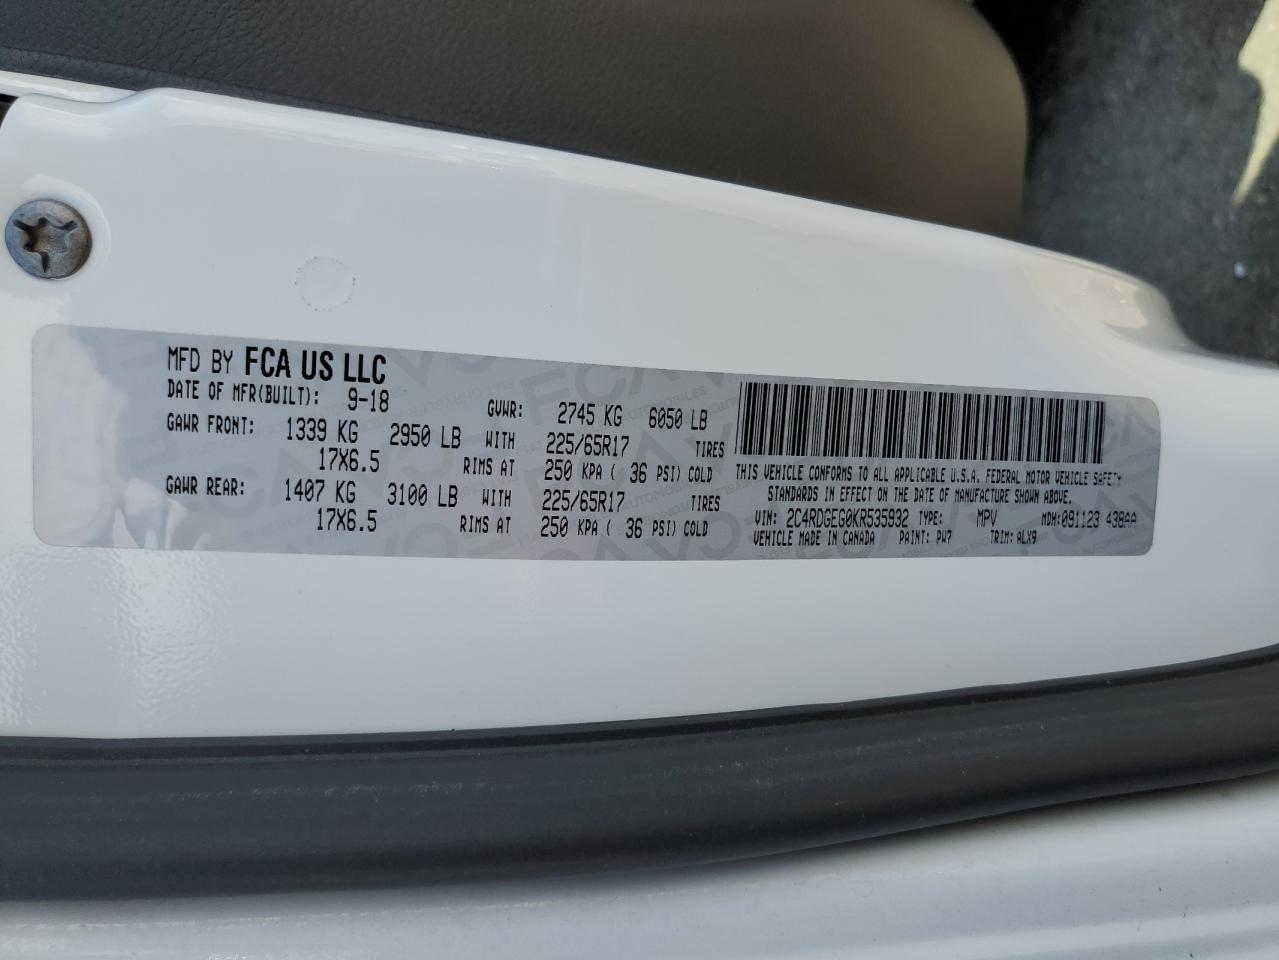 MFD BY FCA US LLC
DATE OF MFR(BUILT): 9-18 GVWR: 2745 KG 6050 LB
GAWR FRONT: 1339 KG 2950 LB WITH 225/65R17 TIRES
17X6.5 RIMS AT 250 KPA ( 36 PSI) COLD
GAWR REAR: 1407 KG 3100 LB WITH 225/65R17 TIRES
17X6.5 RIMS AT 250 KPA ( 36 PSI) COLD
THIS VEHICLE CONFORMS TO ALL APPLICABLE U.S.A. FEDERAL MOTOR VEHICLE SAFETY
STANDARDS IN EFFECT ON THE DATE OF MANUFACTURE SHOWN ABOVE.
VIN: 2C4RDGEG0KR535932 TYPE: MPV MDH:091123 438AA
VEHICLE MADE IN CANADA PAINT: PW7 TRIM: ALX9